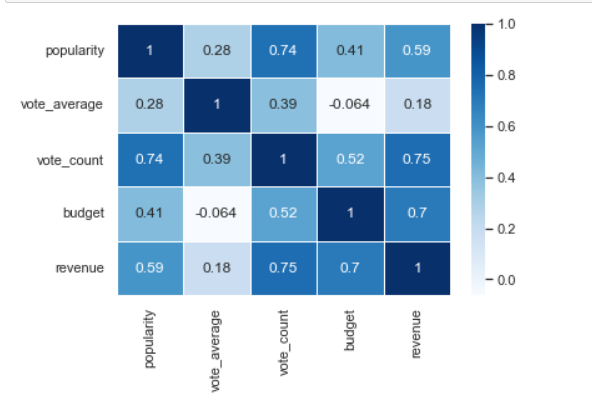 popularity 1 0.28 0.74 0.41 0.59
vote_average 0.28 1 0.39 -0.064 0.18
vote_count 0.74 0.39 1 0.52 0.75
budget 0.41 -0.064 0.52 1 0.7
revenue 0.59 0.18 0.75 0.7 1
popularity vote_average vote_count budget revenue
1.0
0.8
0.6
0.4
0.2
0.0